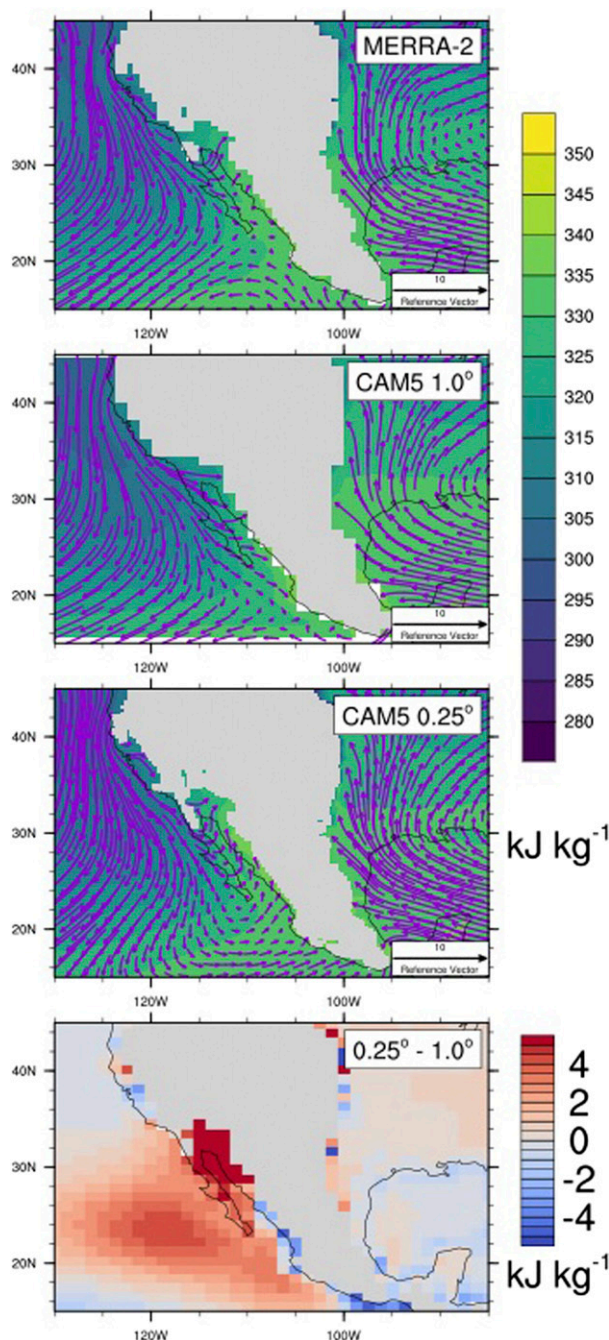 MERRA-2
40N
30N
20N
10
Reference Vector
120W
100W
CAM5 1.0°
40N
30N
20N
10
Reference Vector
120W
100W
CAM5 0.25°
40N
30N
20N
10
Reference Vector
120W
100W
350
345
340
335
330
325
320
315
310
305
300
295
290
285
280
kJ kg-1
0.25° - 1.0°
40N
30N
20N
120W
100W
4
2
0
-2
-4
kJ kg-1